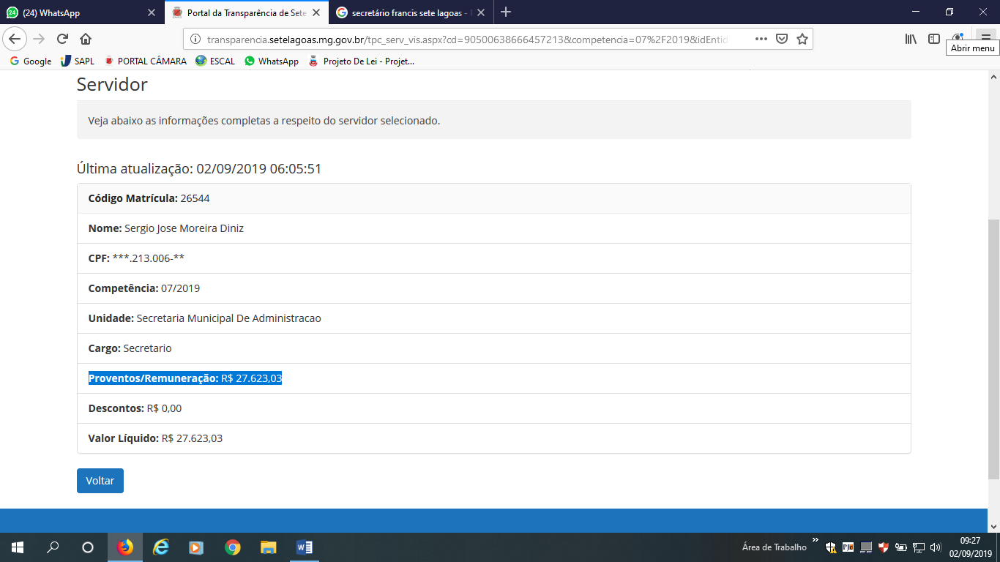 24 (24) WhatsApp
Portal da Transparência de Sete
secretário francis sete lagoas -
transparencia.setelagoas.mg.gov.br/tpc_serv_vis.aspx?cd=90500638666457213&competencia=07%2F2019&idEntid
Abrir menu
Google
SAPL
PORTAL CÂMARA
ESCAL
WhatsApp
Projeto De Lei - Projet...
Servidor
Veja abaixo as informações completas a respeito do servidor selecionado.
Última atualização: 02/09/2019 06:05:51
Código Matrícula: 26544
Nome: Sergio Jose Moreira Diniz
CPF: ***.213.006-**
Competência: 07/2019
Unidade: Secretaria Municipal De Administracao
Cargo: Secretario
Proventos/Remuneração: R$ 27.623,03
Descontos: R$ 0,00
Valor Líquido: R$ 27.623,03
Voltar
Área de Trabalho
PJe
09:27
02/09/2019